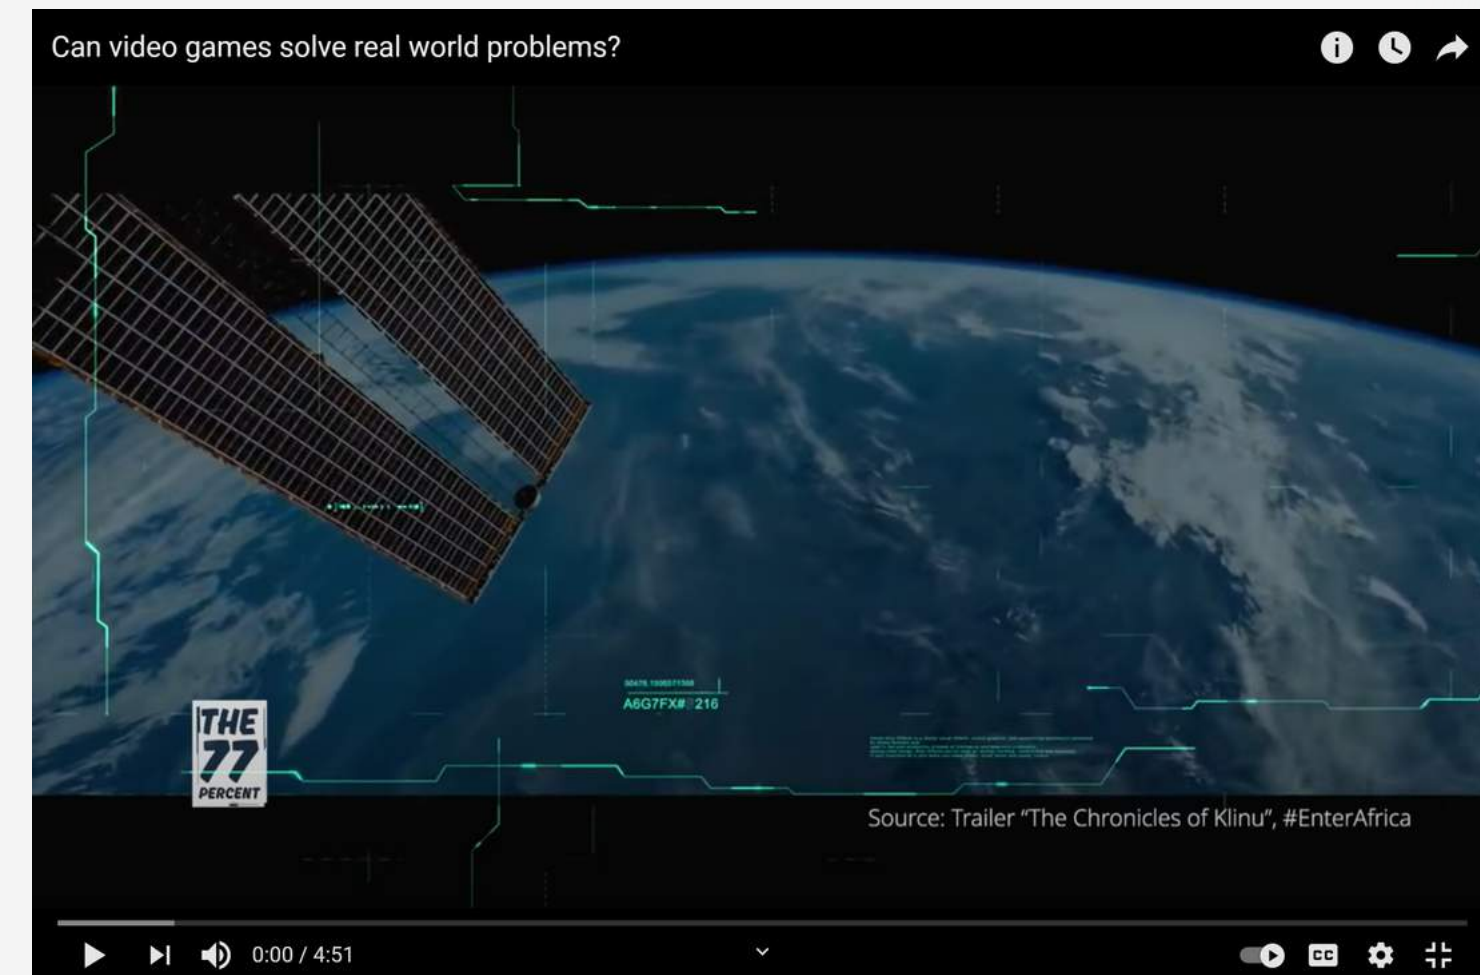 Can video games solve real world problems?
A6G7FX# 216
THE
77
PERCENT
Source: Trailer “The Chronicles of Klinu”, #EnterAfrica
0:00 / 4:51
CC